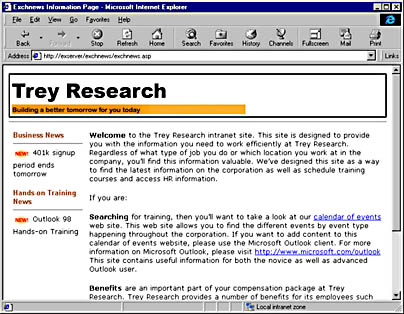 Exchnews Information Page - Microsoft Internet Explorer
File Edit View Go Favorites Help
Back Forward Stop Refresh Home Search Favorites History Channels Fullscreen Mail Print
Address http://exserver/exchnews/exchnews.asp Links
Trey Research
Building a better tomorrow for you today
Business News
NEW! 401k signup
period ends
tomorrow
Hands-on Training
News
NEW! Outlook 98
Hands-on Training
Welcome to the Trey Research intranet site. This site is designed to provide
you with the information you need to work efficiently at Trey Research.
Regardless of what type of job you do or which location you work at in the
company, you'll find this information valuable. We've designed this site as a way
to find the latest information on the corporation as well as schedule training
courses and access HR information.
If you are:
Searching for training, then you'll want to take a look at our calendar of events
web site. This web site allows you to find the different events by event type
happening throughout the corporation. If you want to add content to this
calendar of events website, please use the Microsoft Outlook client. For more
information on Microsoft Outlook, please visit http://www.microsoft.com/outlook
This site contains useful information for both the novice as well as advanced
Outlook user.
Benefits are an important part of your compensation package at Trey
Research. Trey Research provides a number of benefits for its employees such
Local intranet zone